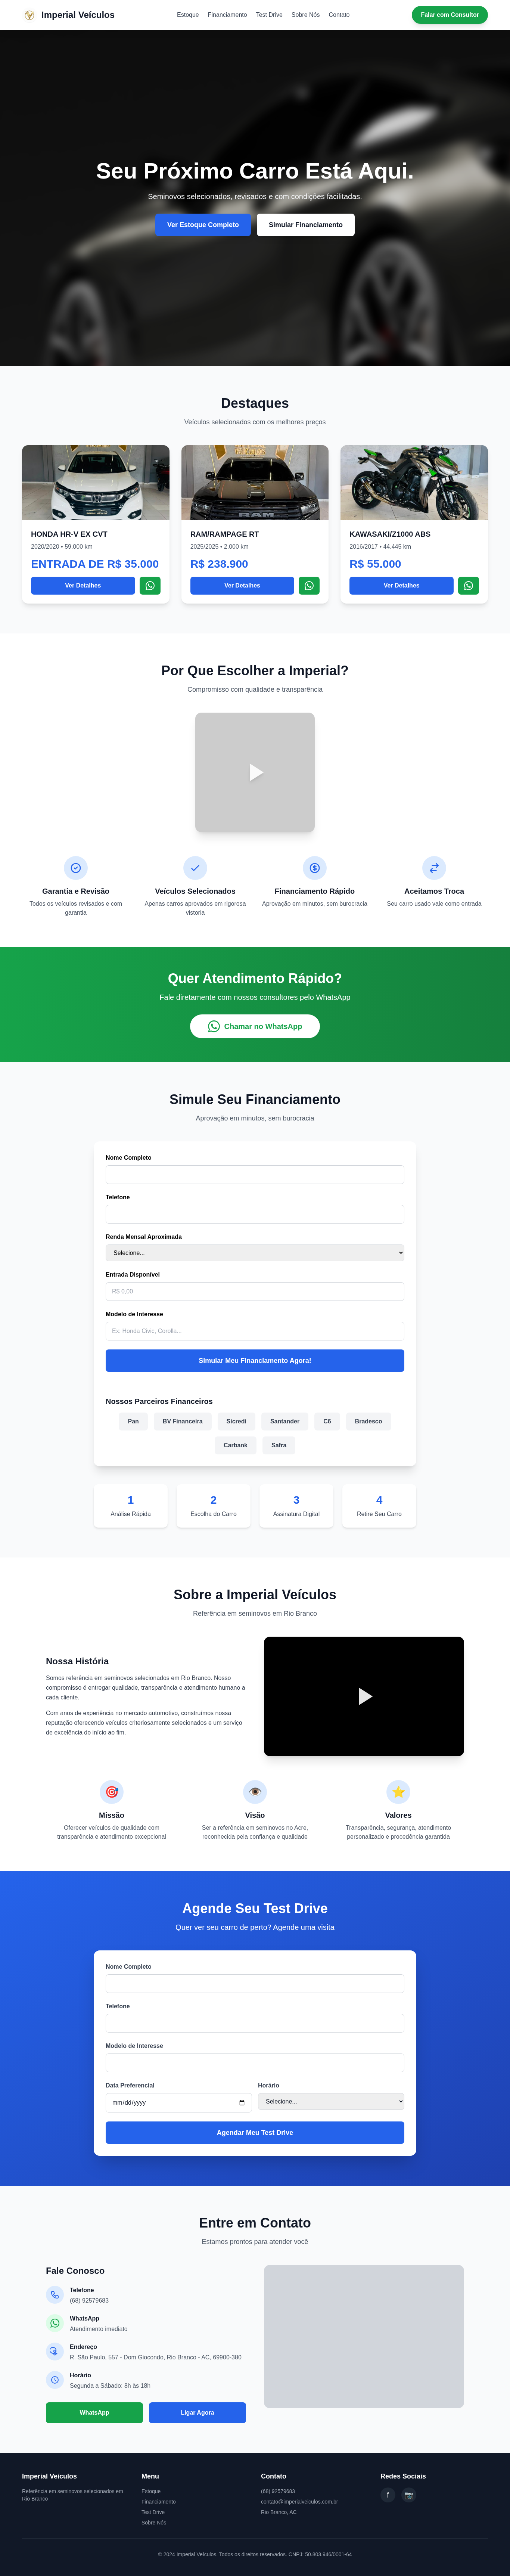 Imperial Veículos
Estoque Financiamento Test Drive Sobre Nós Contato
Falar com Consultor
Seu Próximo Carro Está Aqui.
Seminovos selecionados, revisados e com condições facilitadas.
Ver Estoque Completo Simular Financiamento
Destaques
Veículos selecionados com os melhores preços
HONDA HR-V EX CVT
2020/2020 • 59.000 km
ENTRADA DE R$ 35.000
Ver Detalhes
RAM
RAM/RAMPAGE RT
2025/2025 • 2.000 km
R$ 238.900
Ver Detalhes
KAWASAKI/Z1000 ABS
2016/2017 • 44.445 km
R$ 55.000
Ver Detalhes
Por Que Escolher a Imperial?
Compromisso com qualidade e transparência
Garantia e Revisão
Todos os veículos revisados e com
garantia
Veículos Selecionados
Apenas carros aprovados em rigorosa
vistoria
Financiamento Rápido
Aprovação em minutos, sem burocracia
Aceitamos Troca
Seu carro usado vale como entrada
Quer Atendimento Rápido?
Fale diretamente com nossos consultores pelo WhatsApp
Chamar no WhatsApp
Simule Seu Financiamento
Aprovação em minutos, sem burocracia
Nome Completo
Telefone
Renda Mensal Aproximada
Selecione...
Entrada Disponível
R$ 0,00
Modelo de Interesse
Ex: Honda Civic, Corolla...
Simular Meu Financiamento Agora!
Nossos Parceiros Financeiros
Pan BV Financeira Sicredi Santander C6 Bradesco
Carbank Safra
1
Análise Rápida
2
Escolha do Carro
3
Assinatura Digital
4
Retire Seu Carro
Sobre a Imperial Veículos
Referência em seminovos em Rio Branco
Nossa História
Somos referência em seminovos selecionados em Rio Branco. Nosso
compromisso é entregar qualidade, transparência e atendimento humano a
cada cliente.
Com anos de experiência no mercado automotivo, construímos nossa
reputação oferecendo veículos criteriosamente selecionados e um serviço
de excelência do início ao fim.
Missão
Oferecer veículos de qualidade com
transparência e atendimento excepcional
Visão
Ser a referência em seminovos no Acre,
reconhecida pela confiança e qualidade
Valores
Transparência, segurança, atendimento
personalizado e procedência garantida
Agende Seu Test Drive
Quer ver seu carro de perto? Agende uma visita
Nome Completo
Telefone
Modelo de Interesse
Data Preferencial
mm/dd/yyyy
Horário
Selecione...
Agendar Meu Test Drive
Entre em Contato
Estamos prontos para atender você
Fale Conosco
Telefone
(68) 92579683
WhatsApp
Atendimento imediato
Endereço
R. São Paulo, 557 - Dom Giocondo, Rio Branco - AC, 69900-380
Horário
Segunda a Sábado: 8h às 18h
WhatsApp Ligar Agora
Imperial Veículos
Referência em seminovos selecionados em
Rio Branco
Menu
Estoque
Financiamento
Test Drive
Sobre Nós
Contato
(68) 92579683
contato@imperialveiculos.com.br
Rio Branco, AC
Redes Sociais
f
© 2024 Imperial Veículos. Todos os direitos reservados. CNPJ: 50.803.946/0001-64